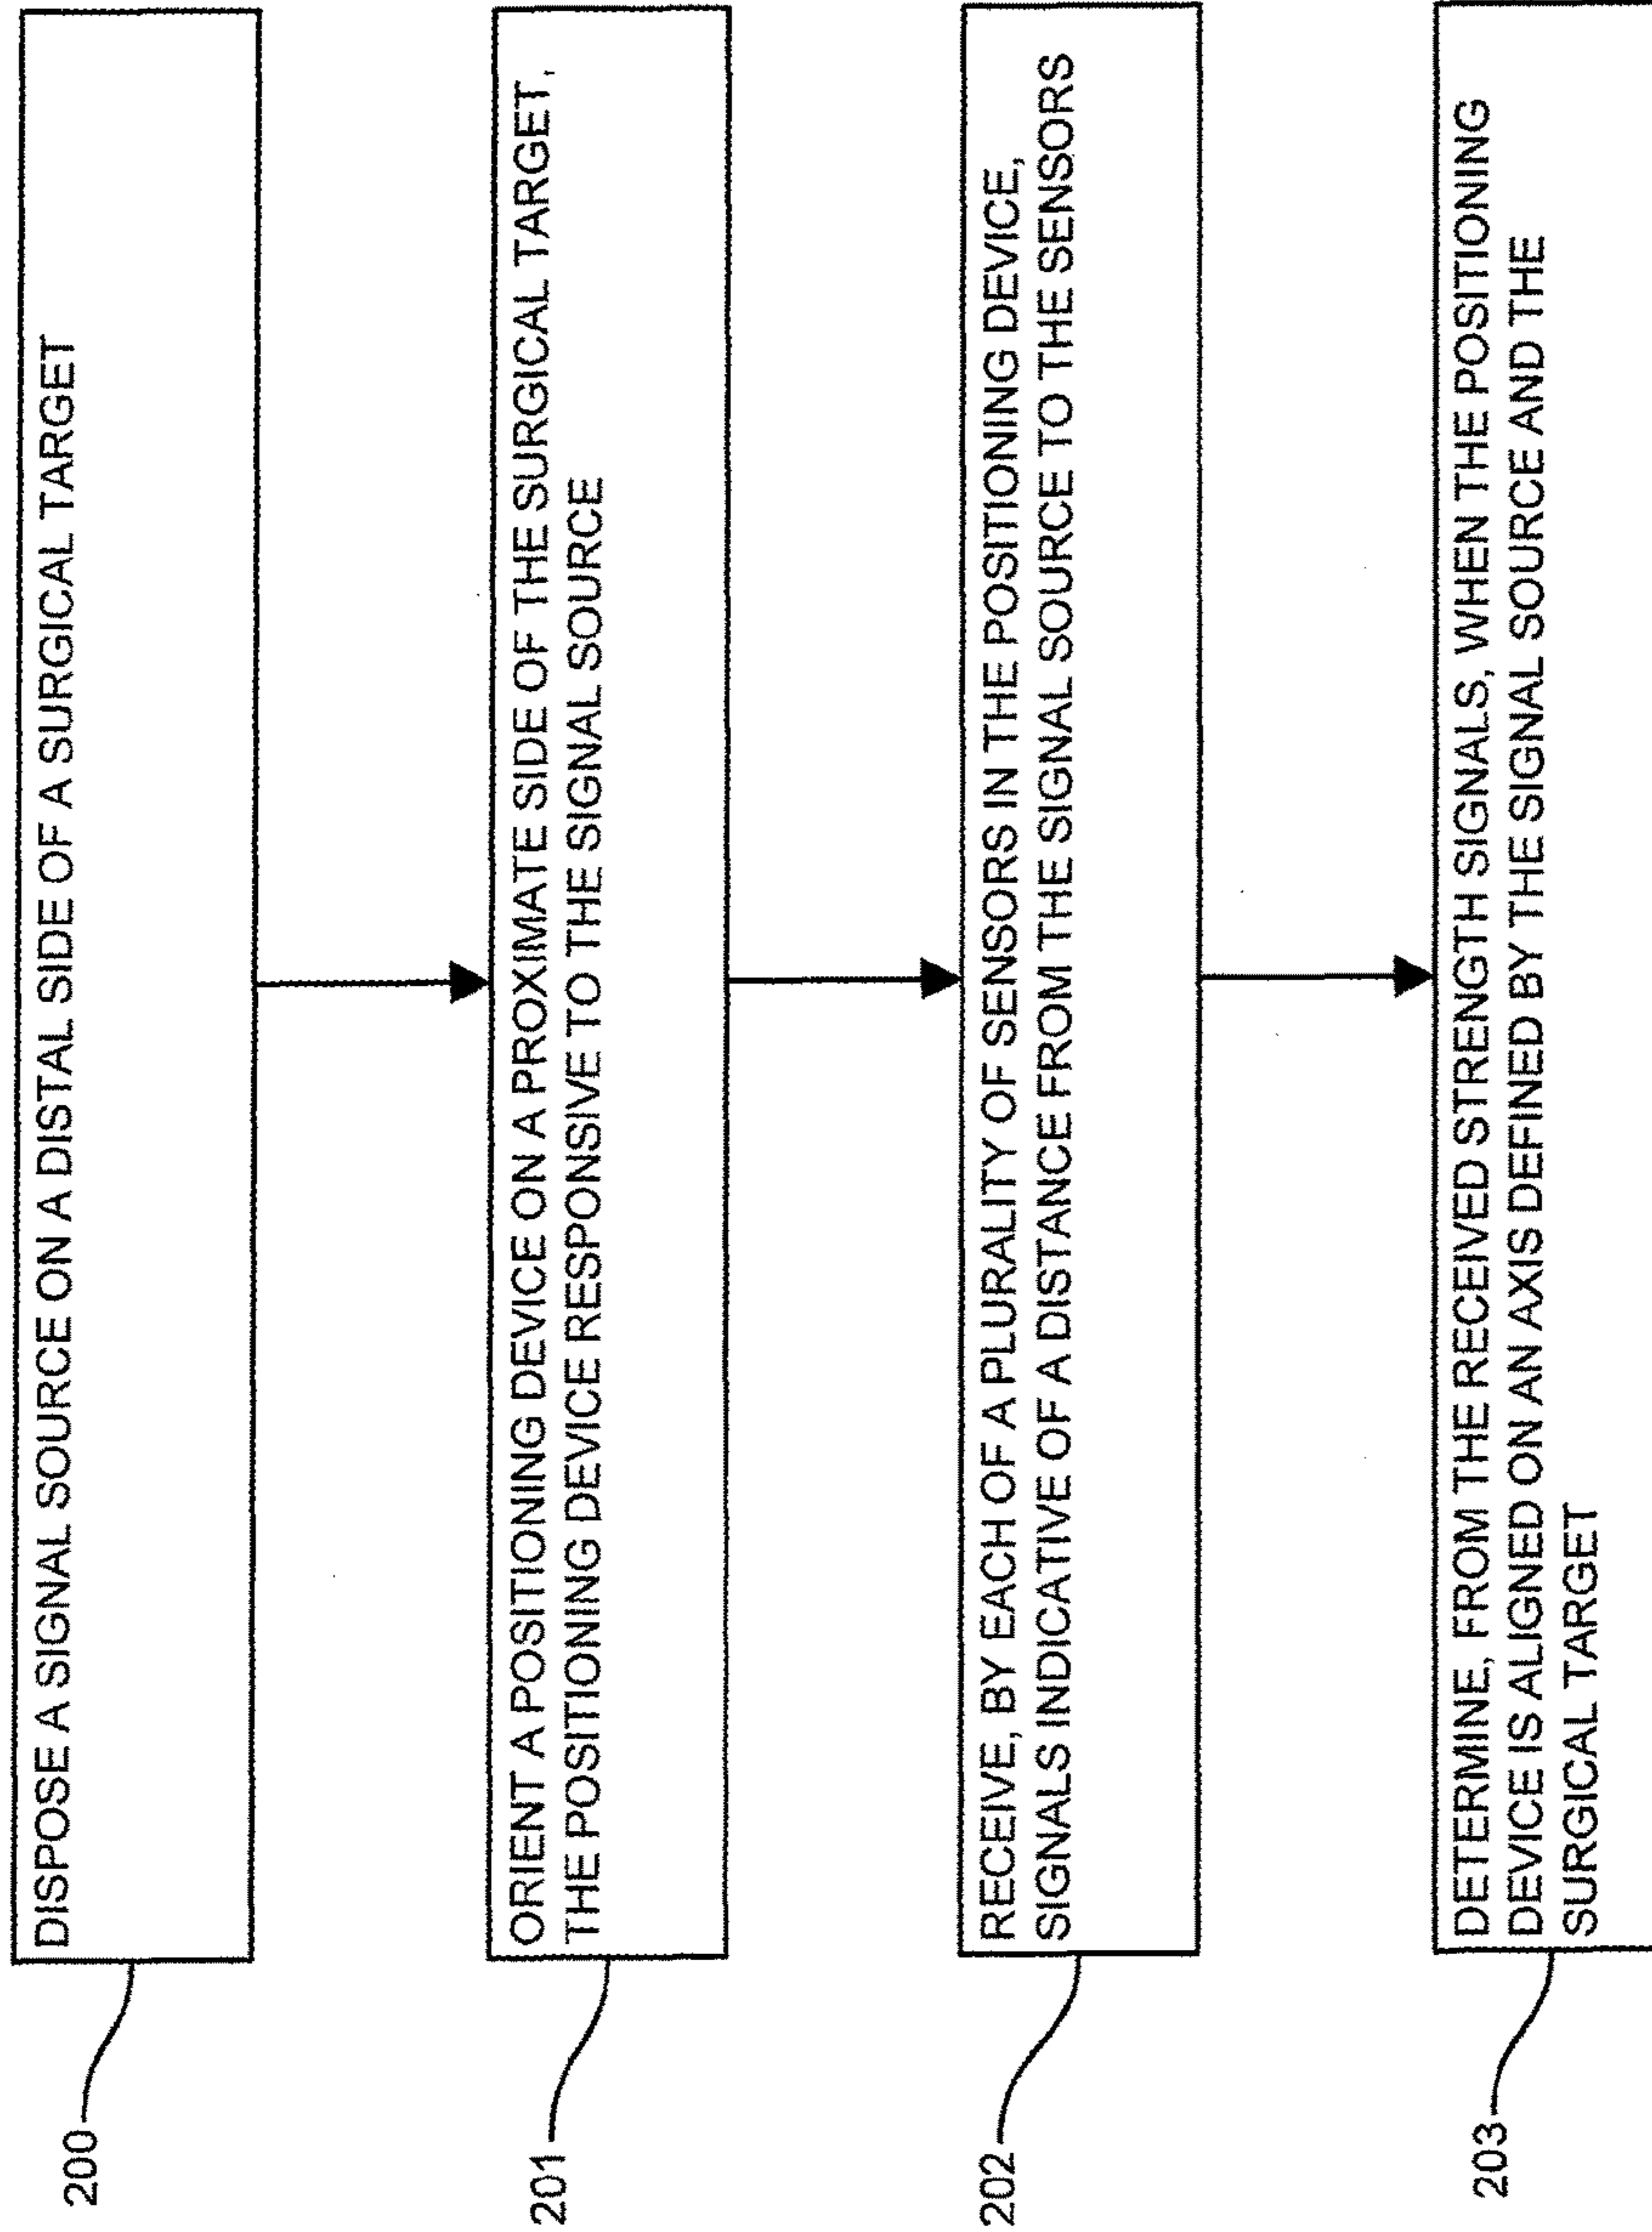 200
DISPOSE A SIGNAL SOURCE ON A DISTAL SIDE OF A SURGICAL TARGET
201
ORIENT A POSITIONING DEVICE ON A PROXIMATE SIDE OF THE SURGICAL TARGET,
THE POSITIONING DEVICE RESPONSIVE TO THE SIGNAL SOURCE
202
RECEIVE, BY EACH OF A PLURALITY OF SENSORS IN THE POSITIONING DEVICE,
SIGNALS INDICATIVE OF A DISTANCE FROM THE SIGNAL SOURCE TO THE SENSORS
203
DETERMINE, FROM THE RECEIVED STRENGTH SIGNALS, WHEN THE POSITIONING
DEVICE IS ALIGNED ON AN AXIS DEFINED BY THE SIGNAL SOURCE AND THE
SURGICAL TARGET